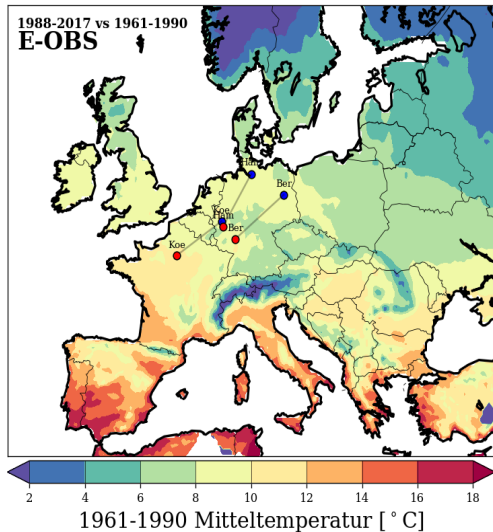 1988-2017 vs 1961-1990
E-OBS
Ham
Ber
Koe
Ham
Ber
Koe
2 4 6 8 10 12 14 16 18
1961-1990 Mitteltemperatur [°C]